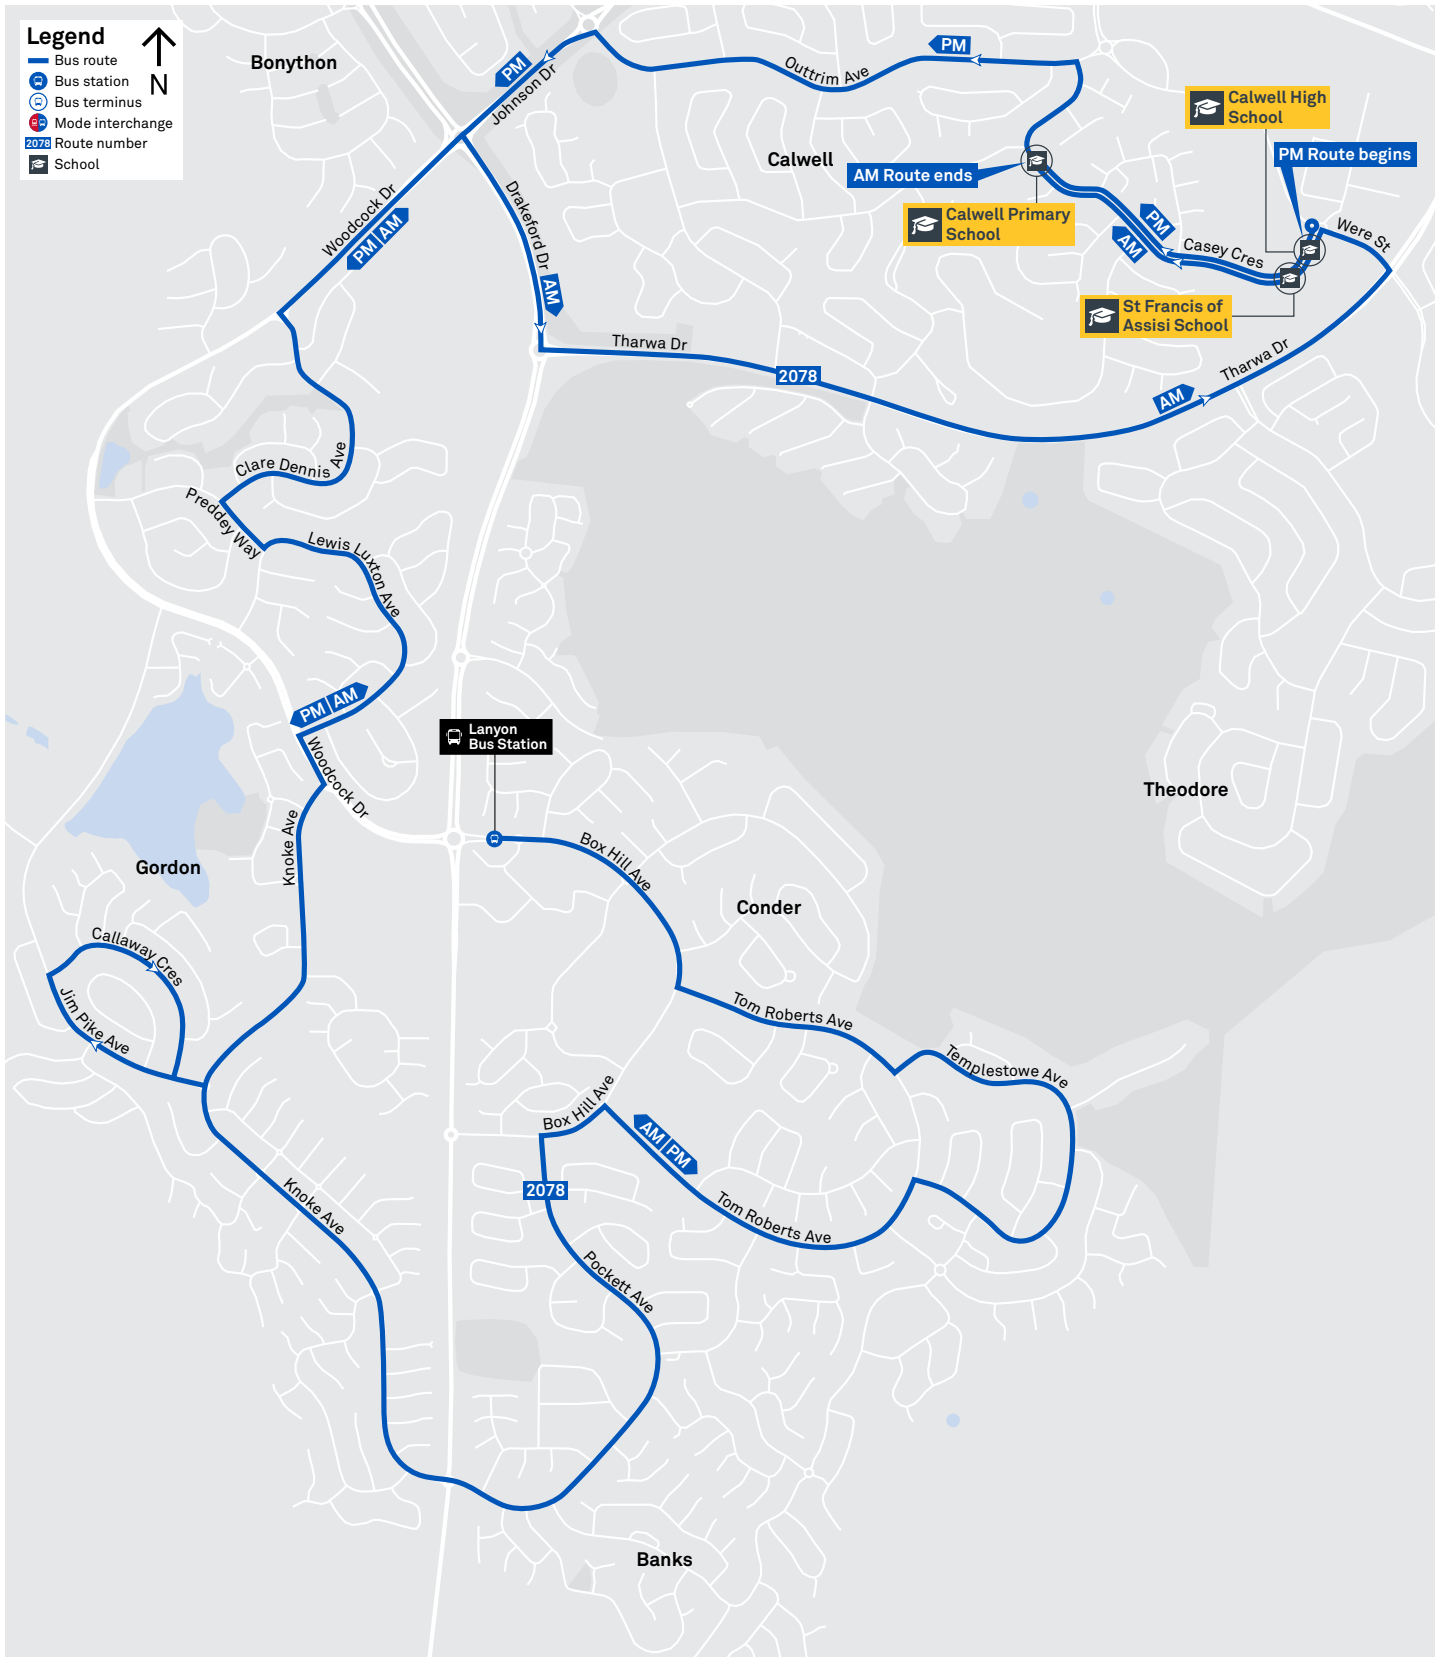 Legend
Bus route
Bus station
Bus terminus
Mode interchange
2078 Route number
School
N
Bonython
PM
Johnson Dr
Outtrim Ave
PM
Calwell High
School
Calwell
AM Route ends
PM Route begins
Calwell Primary
School
PM
AM
Casey Cres
Were St
St Francis of
Assisi School
Woodcock Dr
PM AM
Drakeford Dr
AM
Tharwa Dr
2078
AM
Tharwa Dr
Clare Dennis Ave
Preddey Way
Lewis Luxton Ave
PM AM
Woodcock Dr
Lanyon
Bus Station
Theodore
Knoke Ave
Gordon
Box Hill Ave
Conder
Callaway Cres
Jim Pike Ave
Tom Roberts Ave
Templestowe Ave
Box Hill Ave
AM PM
2078
Tom Roberts Ave
Knoke Ave
Pockett Ave
Banks